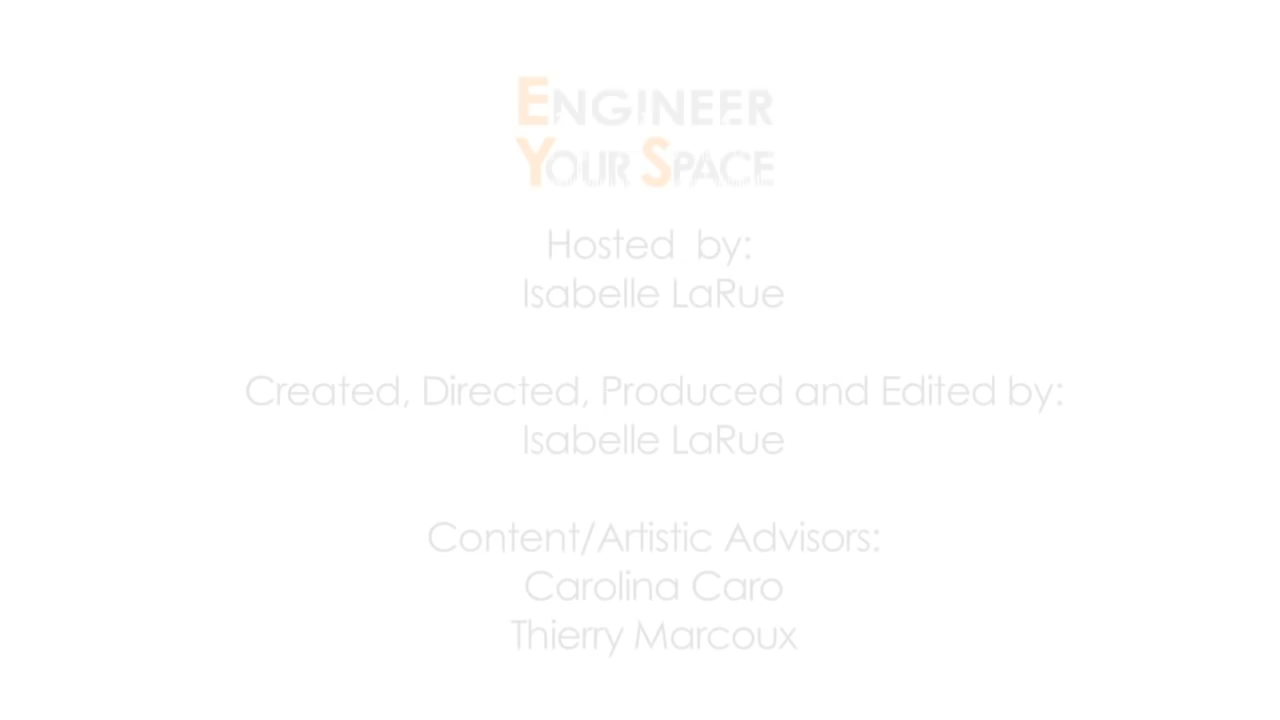 ENGINEER
YOUR SPACE
Hosted by:
Isabelle LaRue
Created, Directed, Produced and Edited by:
Isabelle LaRue
Content/Artistic Advisors:
Carolina Caro
Thierry Marcoux